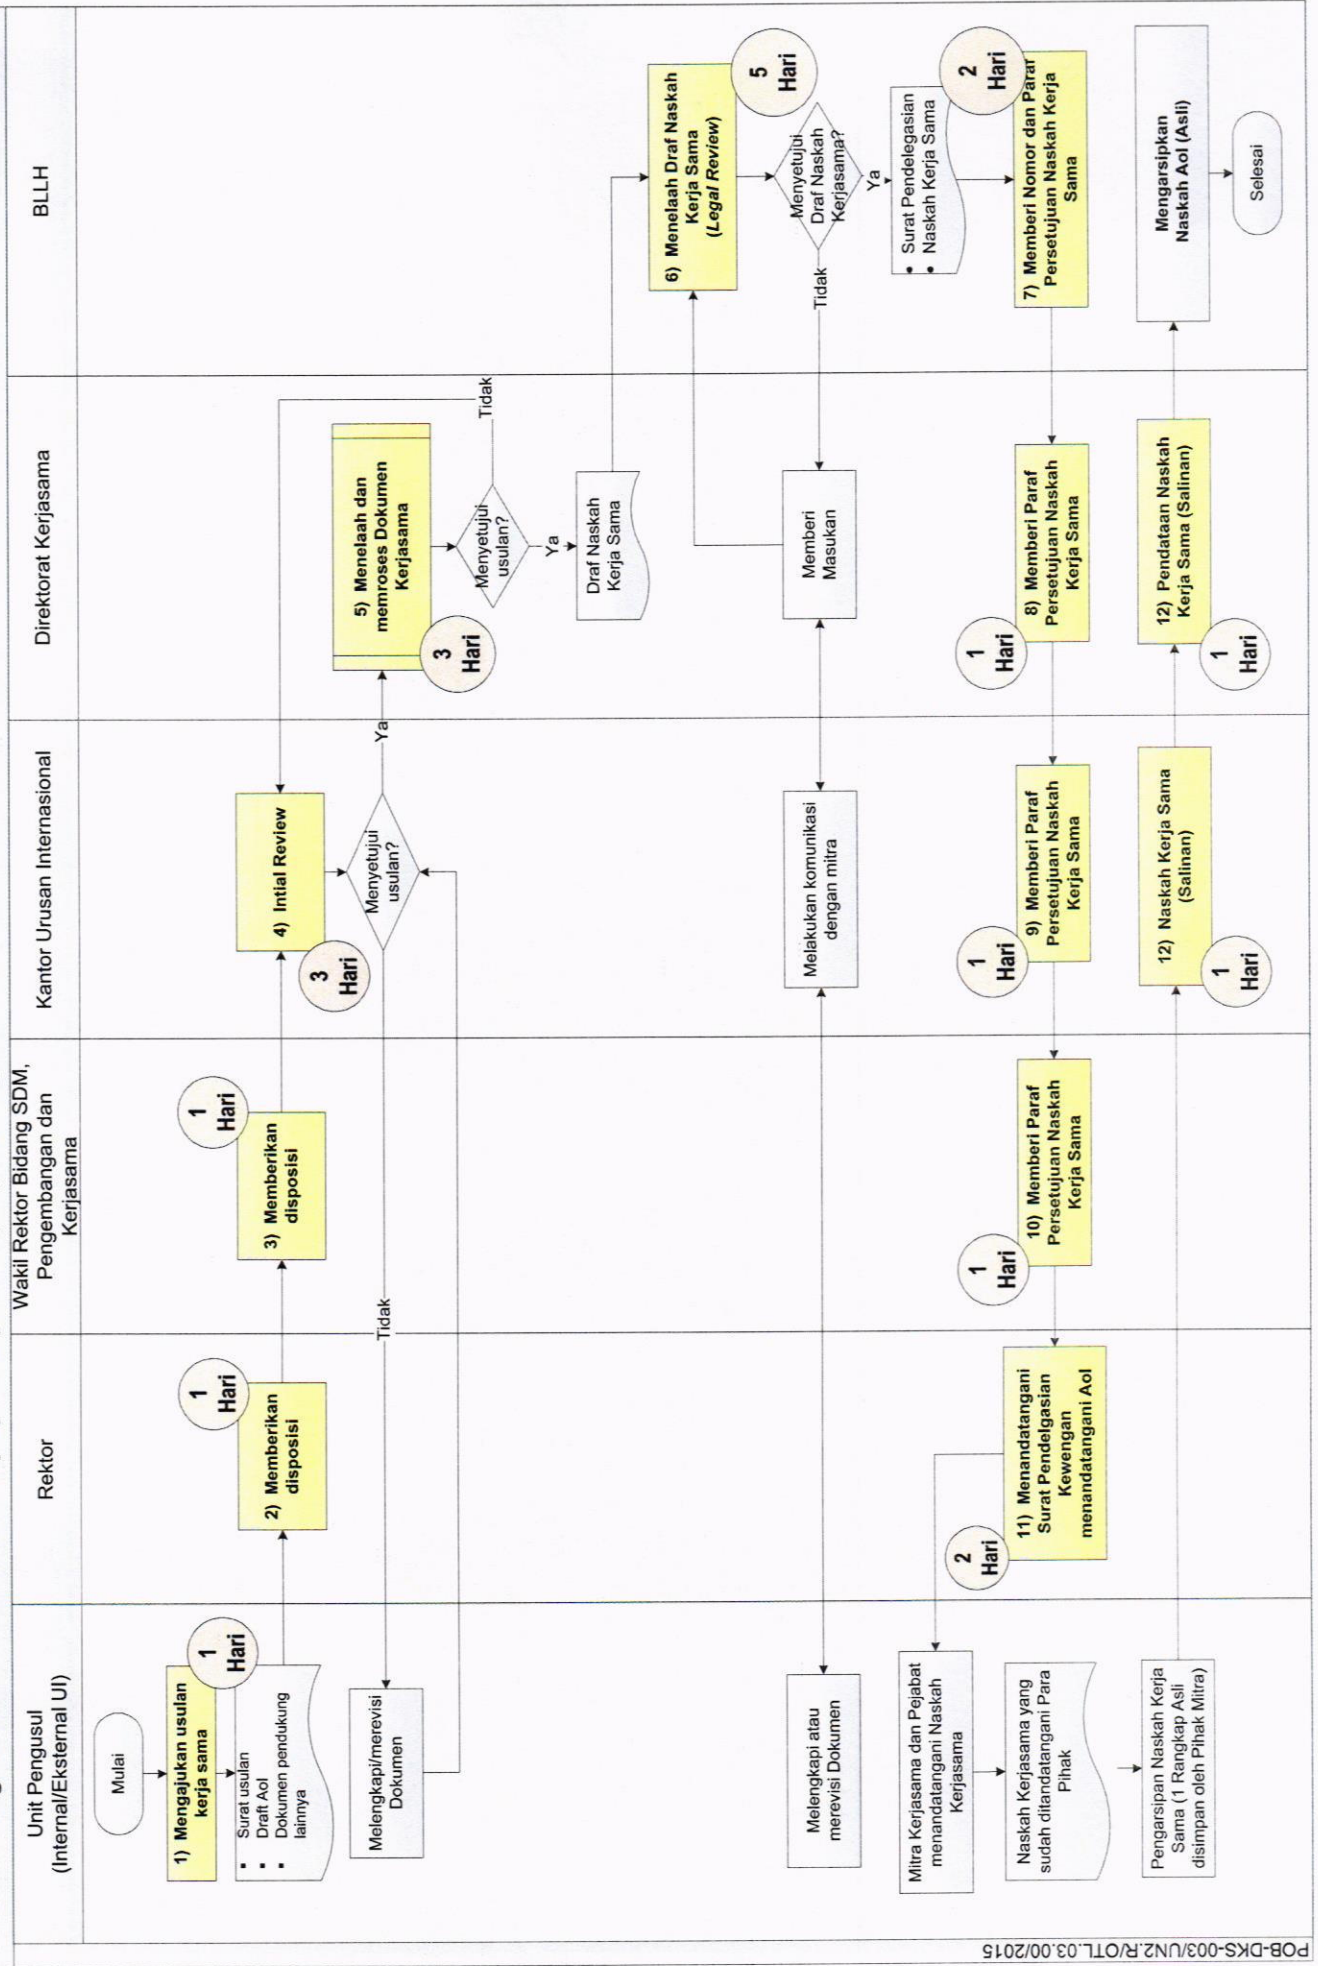 Unit Pengusul
(Internal/Eksternal UI)
Rektor
Wakil Rektor Bidang SDM,
Pengembangan dan
Kerjasama
Kantor Urusan Internasional
Direktorat Kerjasama
BLLH
Mulai
1) Mengajukan usulan
kerja sama
1
Hari
▪ Surat usulan
▪ Draft AoI
▪ Dokumen pendukung
lainnya
2) Memberikan
disposisi
1
Hari
3) Memberikan
disposisi
1
Hari
4) Intial Review
3
Hari
Menyetujui
usulan?
Ya
Tidak
Melengkapi/merevisi
Dokumen
5) Menelaah dan
memroses Dokumen
Kerjasama
3
Hari
Menyetujui
usulan?
Tidak
Ya
Draf Naskah
Kerja Sama
6) Menelaah Draf Naskah
Kerja Sama
(Legal Review)
5
Hari
Menyetujui
Draf Naskah
Kerjasama?
Tidak
Ya
Memberi
Masukan
Melakukan komunikasi
dengan mitra
Melengkapi atau
merevisi Dokumen
• Surat Pendelegasian
• Naskah Kerja Sama
2
Hari
7) Memberi Nomor dan Paraf
Persetujuan Naskah Kerja
Sama
8) Memberi Paraf
Persetujuan Naskah
Kerja Sama
1
Hari
9) Memberi Paraf
Persetujuan Naskah
Kerja Sama
1
Hari
10) Memberi Paraf
Persetujuan Naskah
Kerja Sama
1
Hari
11) Menandatangani
Surat Pendelgasian
Kewengan
menandatangani AoI
2
Hari
Mitra Kerjasama dan Pejabat
menandatangani Naskah
Kerjasama
Naskah Kerjasama yang
sudah ditandatangani Para
Pihak
Pengarsipan Naskah Kerja
Sama (1 Rangkap Asli
disimpan oleh Pihak Mitra)
12) Naskah Kerja Sama
(Salinan)
1
Hari
12) Pendataan Naskah
Kerja Sama (Salinan)
1
Hari
Mengarsipkan
Naskah AoI (Asli)
Selesai
POB-DKS-003/UN2.R/OTL.03.00/2015